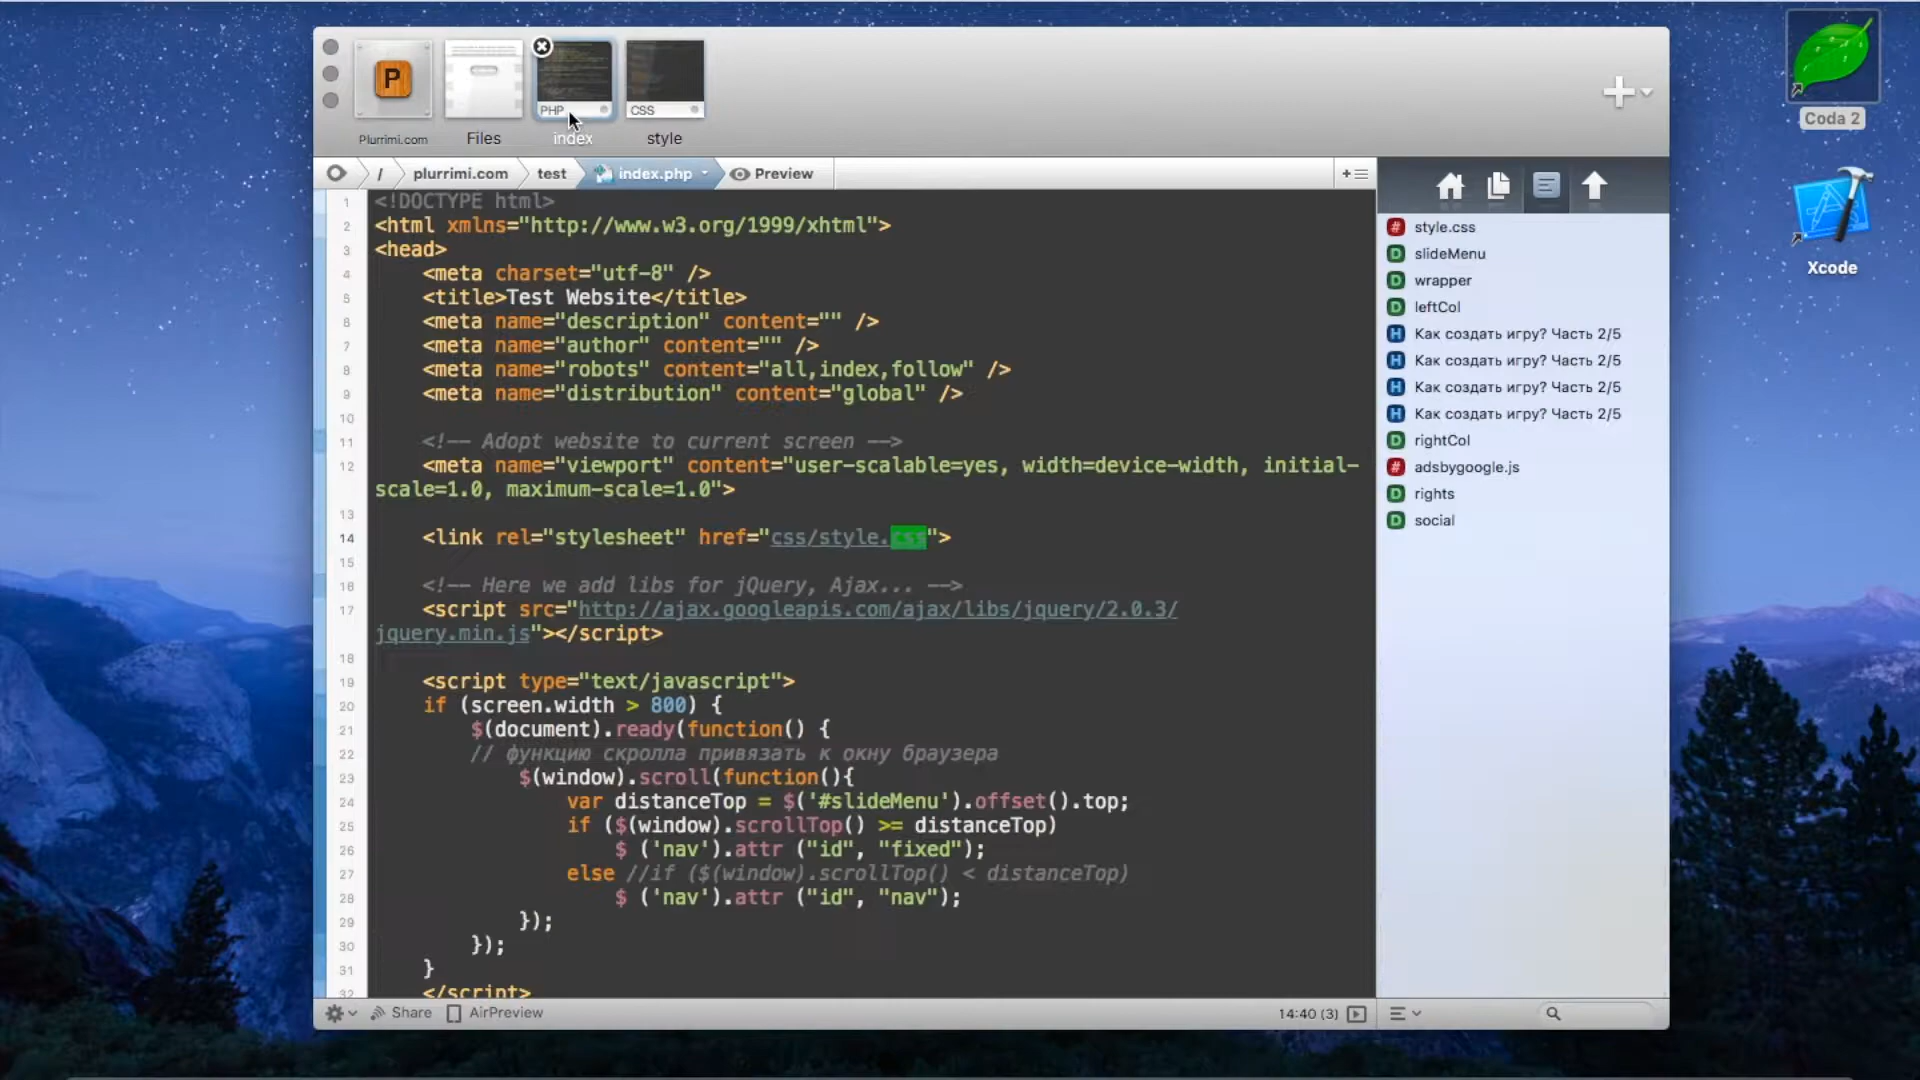 P
Plurrimi.com
Files
PHP
index
CSS
style
Coda 2
Xcode
/ plurrimi.com test index.php Preview
1 <!DOCTYPE html>
2 <html xmlns="http://www.w3.org/1999/xhtml">
3 <head>
4 <meta charset="utf-8" />
5 <title>Test Website</title>
6 <meta name="description" content="" />
7 <meta name="author" content="" />
8 <meta name="robots" content="all,index,follow" />
9 <meta name="distribution" content="global" />
10
11 <!-- Adopt website to current screen -->
12 <meta name="viewport" content="user-scalable=yes, width=device-width, initial-
scale=1.0, maximum-scale=1.0">
13
14 <link rel="stylesheet" href="css/style.css">
15
16 <!-- Here we add libs for jQuery, Ajax... -->
17 <script src="http://ajax.googleapis.com/ajax/libs/jquery/2.0.3/
jquery.min.js"></script>
18
19 <script type="text/javascript">
20 if (screen.width > 800) {
21 $(document).ready(function() {
22 // функцию скролла привязать к окну браузера
23 $(window).scroll(function(){
24 var distanceTop = $('#slideMenu').offset().top;
25 if ($(window).scrollTop() >= distanceTop)
26 $ ('nav').attr ("id", "fixed");
27 else //if ($(window).scrollTop() < distanceTop)
28 $ ('nav').attr ("id", "nav");
29 });
30 });
31 }
32 </script>
# style.css
D slideMenu
D wrapper
D leftCol
H Как создать игру? Часть 2/5
H Как создать игру? Часть 2/5
H Как создать игру? Часть 2/5
H Как создать игру? Часть 2/5
D rightCol
# adsbygoogle.js
D rights
D social
Share AirPreview 14:40 (3)